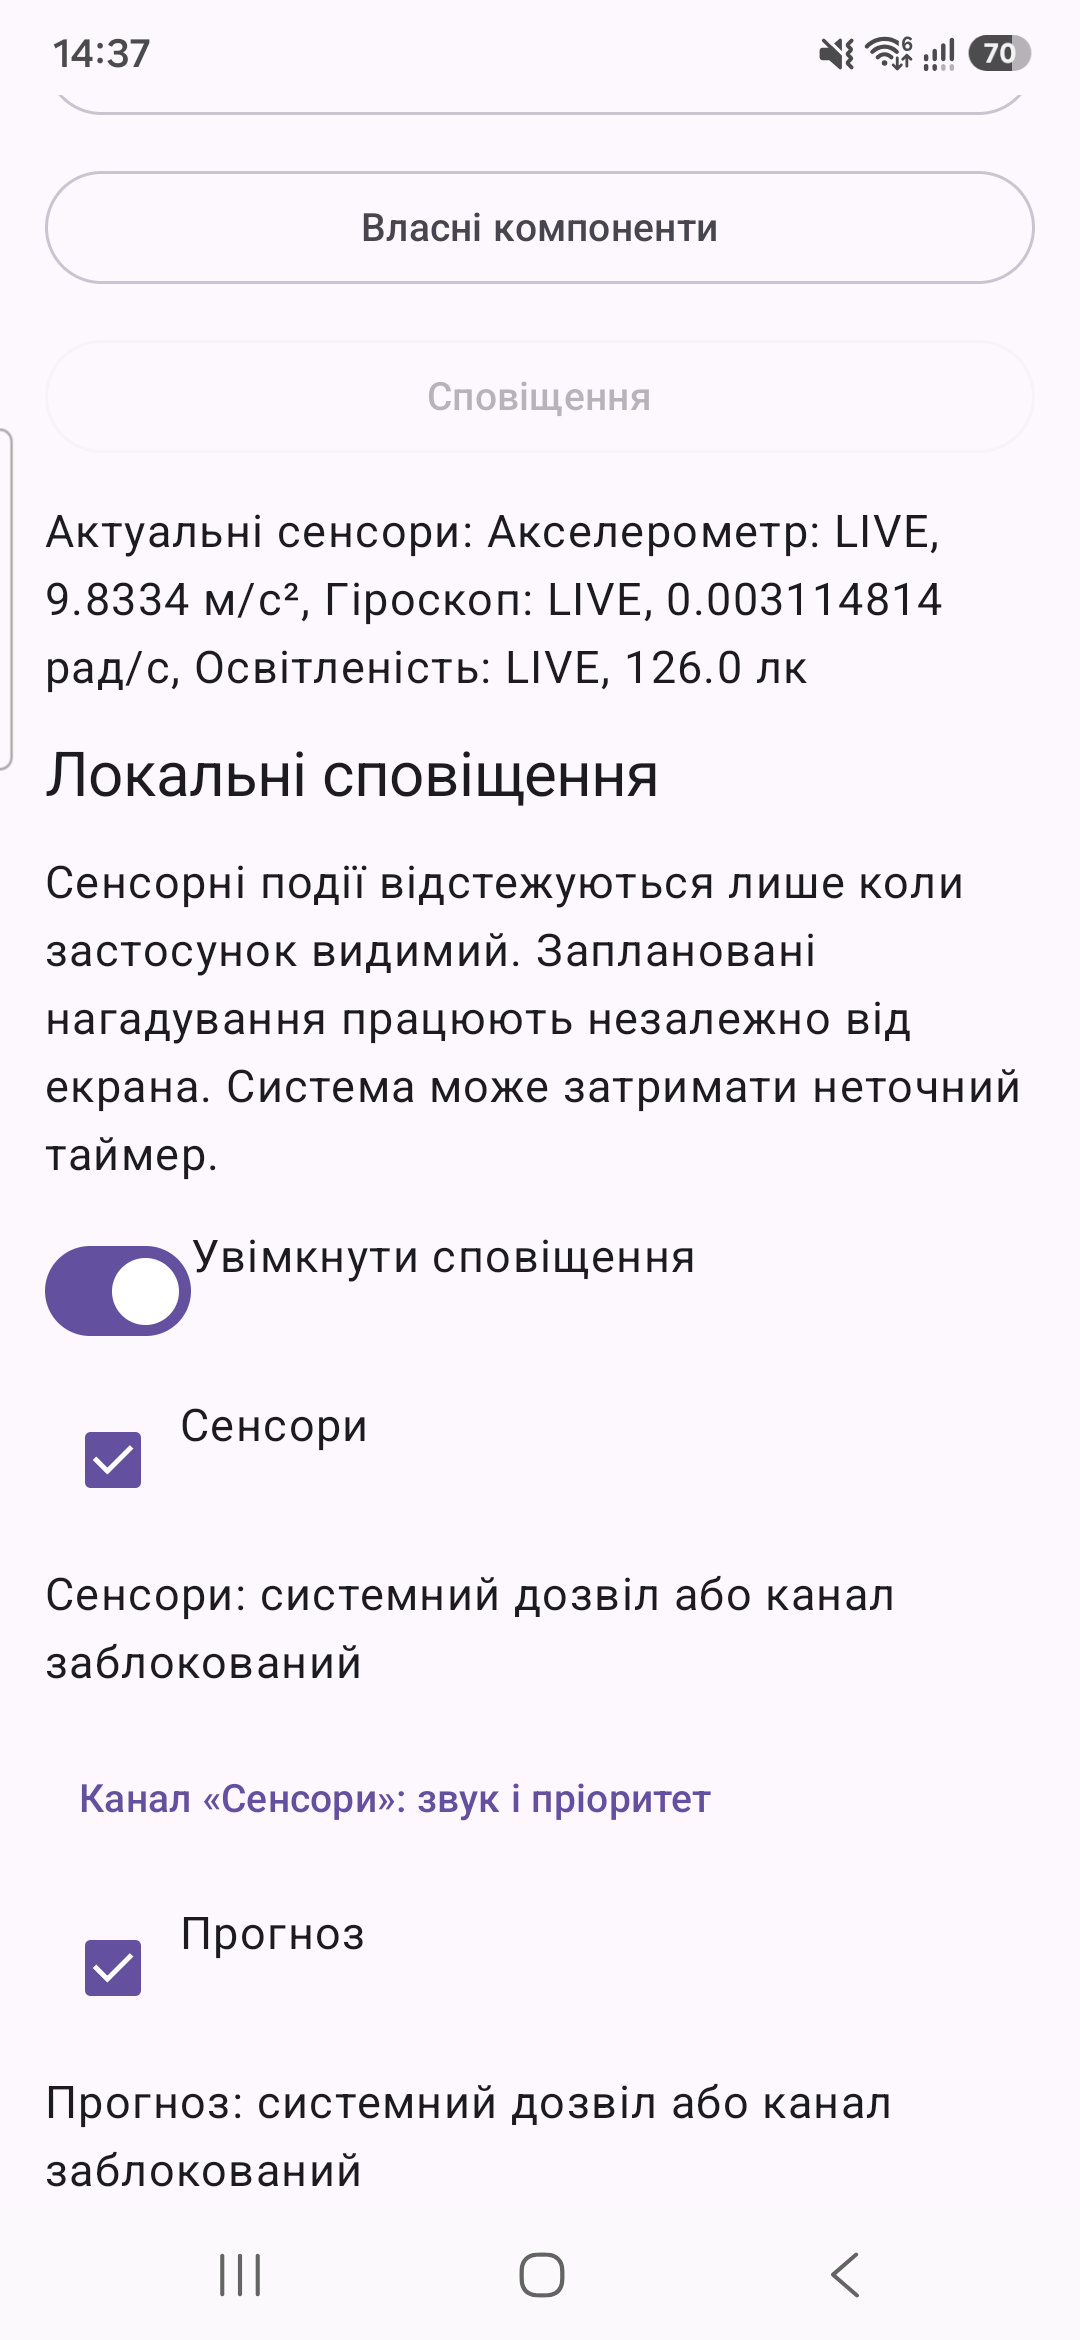 14:37
6
70
Власні компоненти
Сповіщення
Актуальні сенсори: Акселерометр: LIVE,
9.8334 м/с², Гіроскоп: LIVE, 0.003114814
рад/с, Освітленість: LIVE, 126.0 лк
Локальні сповіщення
Сенсорні події відстежуються лише коли
застосунок видимий. Заплановані
нагадування працюють незалежно від
екрана. Система може затримати неточний
таймер.
Увімкнути сповіщення
Сенсори
Сенсори: системний дозвіл або канал
заблокований
Канал «Сенсори»: звук і пріоритет
Прогноз
Прогноз: системний дозвіл або канал
заблокований